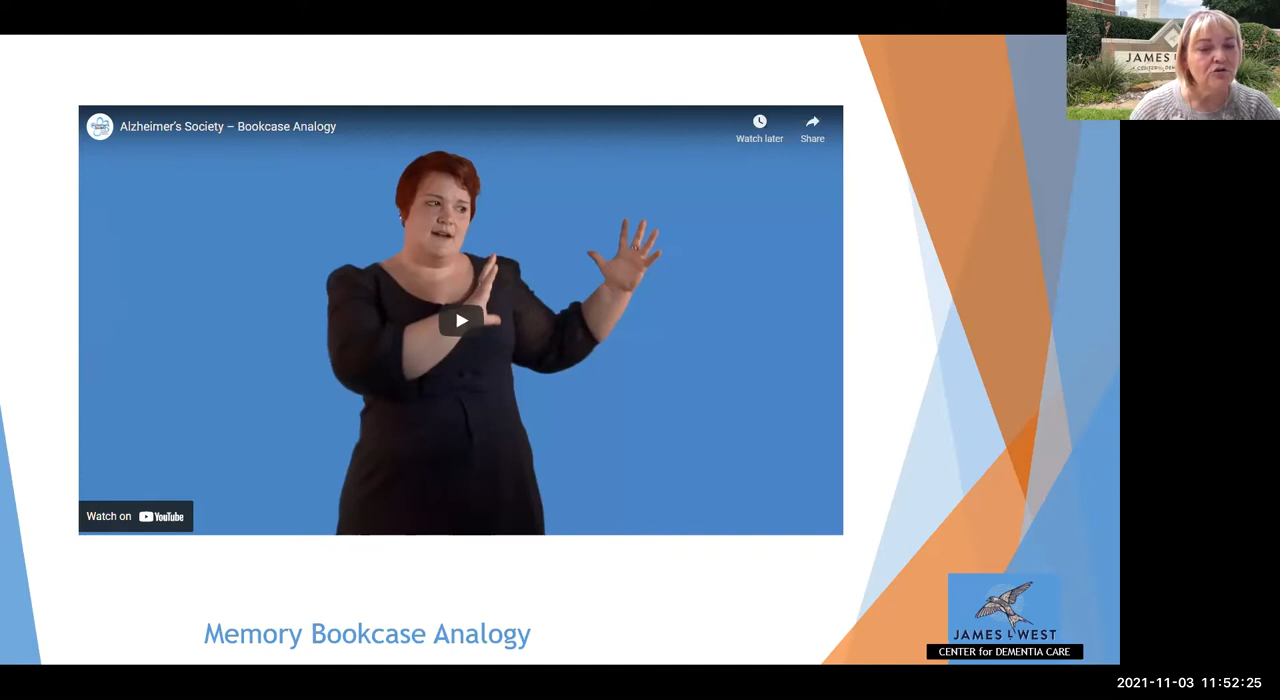 Alzheimer's Society – Bookcase Analogy
Watch later
Share
JAMES
Watch on YouTube
Memory Bookcase Analogy
JAMES L WEST
CENTER for DEMENTIA CARE
2021-11-03 11:52:25